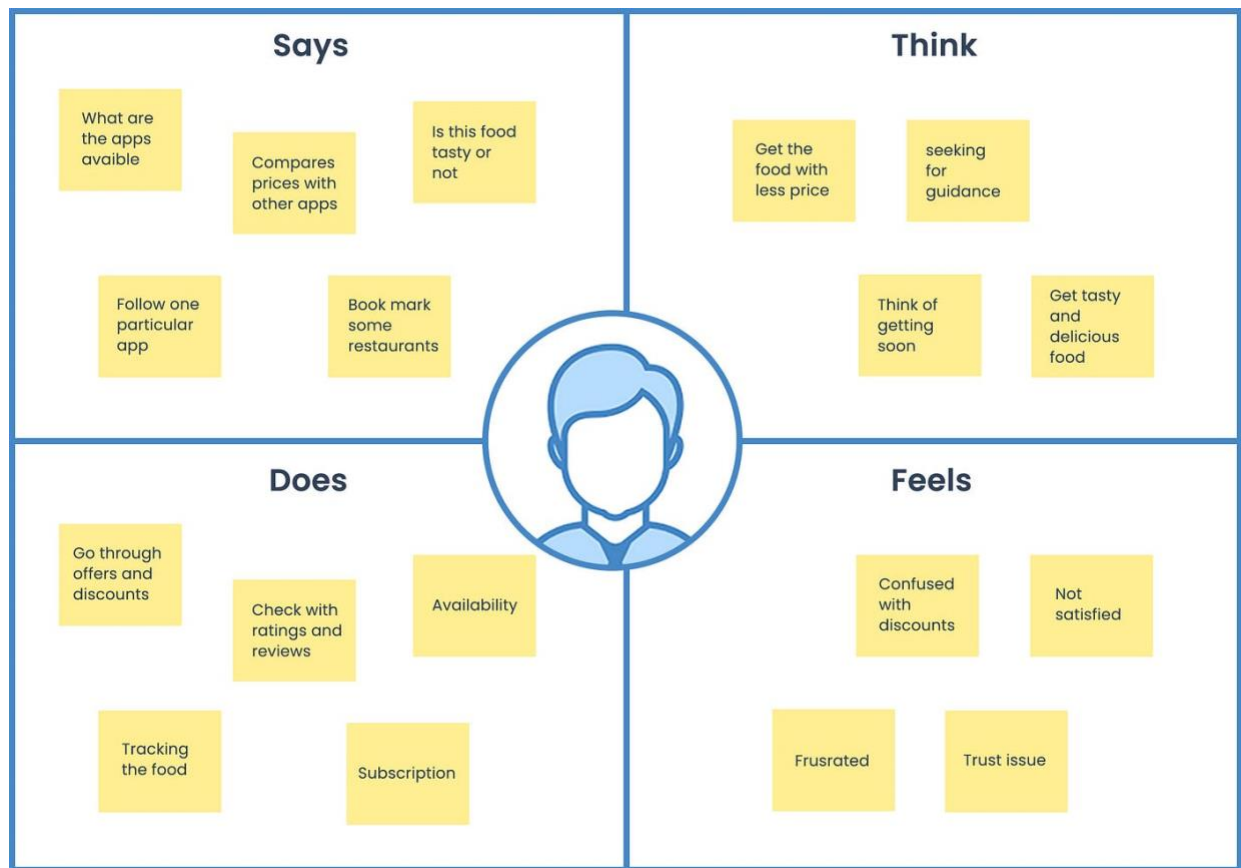 Says
What are
the apps
avaible
Compares
prices with
other apps
Is this food
tasty or
not
Follow one
particular
app
Book mark
some
restaurants
Think
Get the
food with
less price
seeking
for
guidance
Think of
getting
soon
Get tasty
and
delicious
food
Does
Go through
offers and
discounts
Check with
ratings and
reviews
Availability
Tracking
the food
Subscription
Feels
Confused
with
discounts
Not
satisfied
Frusrated
Trust issue